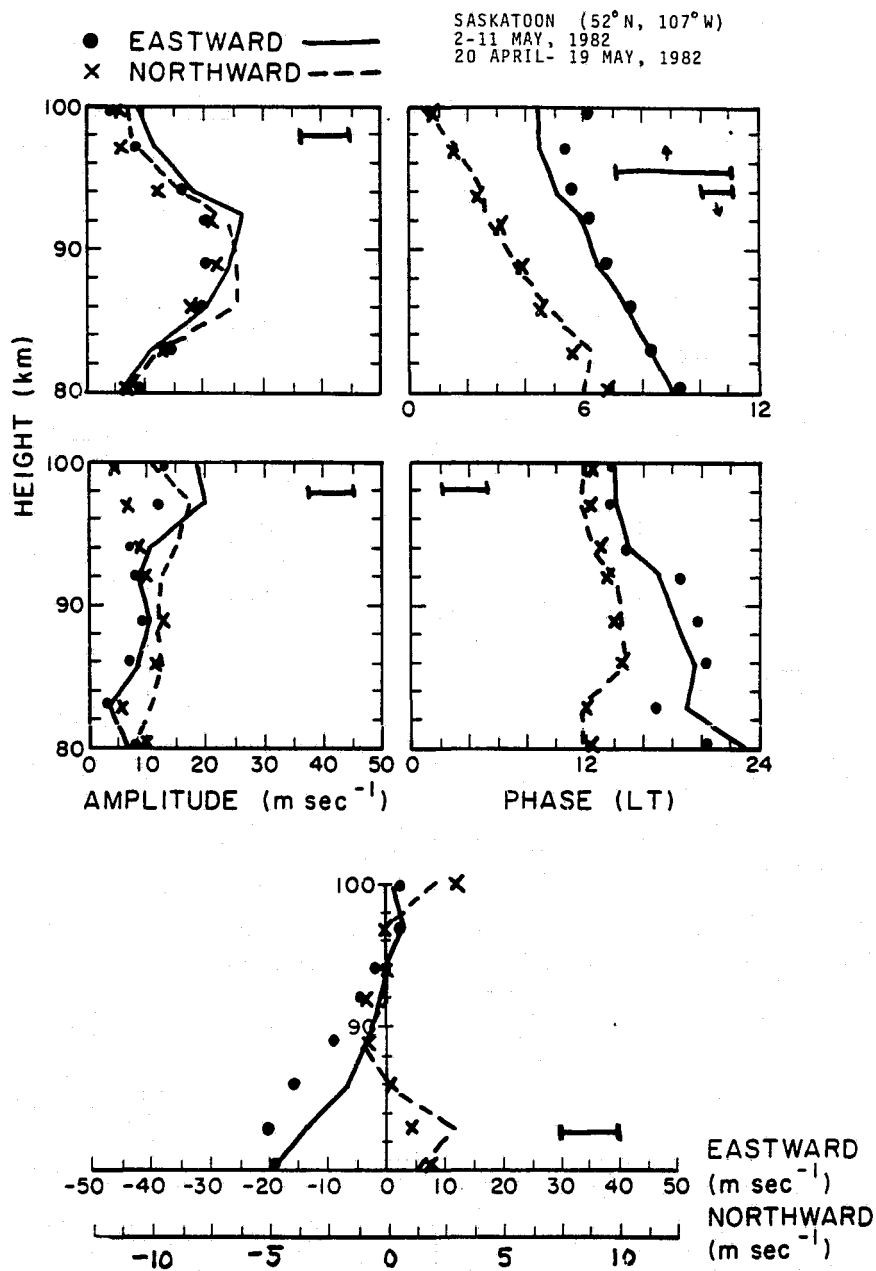 SASKATOON (52°N, 107°W)
2-11 MAY, 1982
20 APRIL- 19 MAY, 1982
EASTWARD
NORTHWARD
100
90
80
0 6 12
HEIGHT (km)
100
90
80
0 10 20 30 40 50
0 12 24
AMPLITUDE (m sec⁻¹)
PHASE (LT)
100
90
-50 -40 -30 -20 -10 0 10 20 30 40 50
EASTWARD
(m sec⁻¹)
-10 -5 0 5 10
NORTHWARD
(m sec⁻¹)